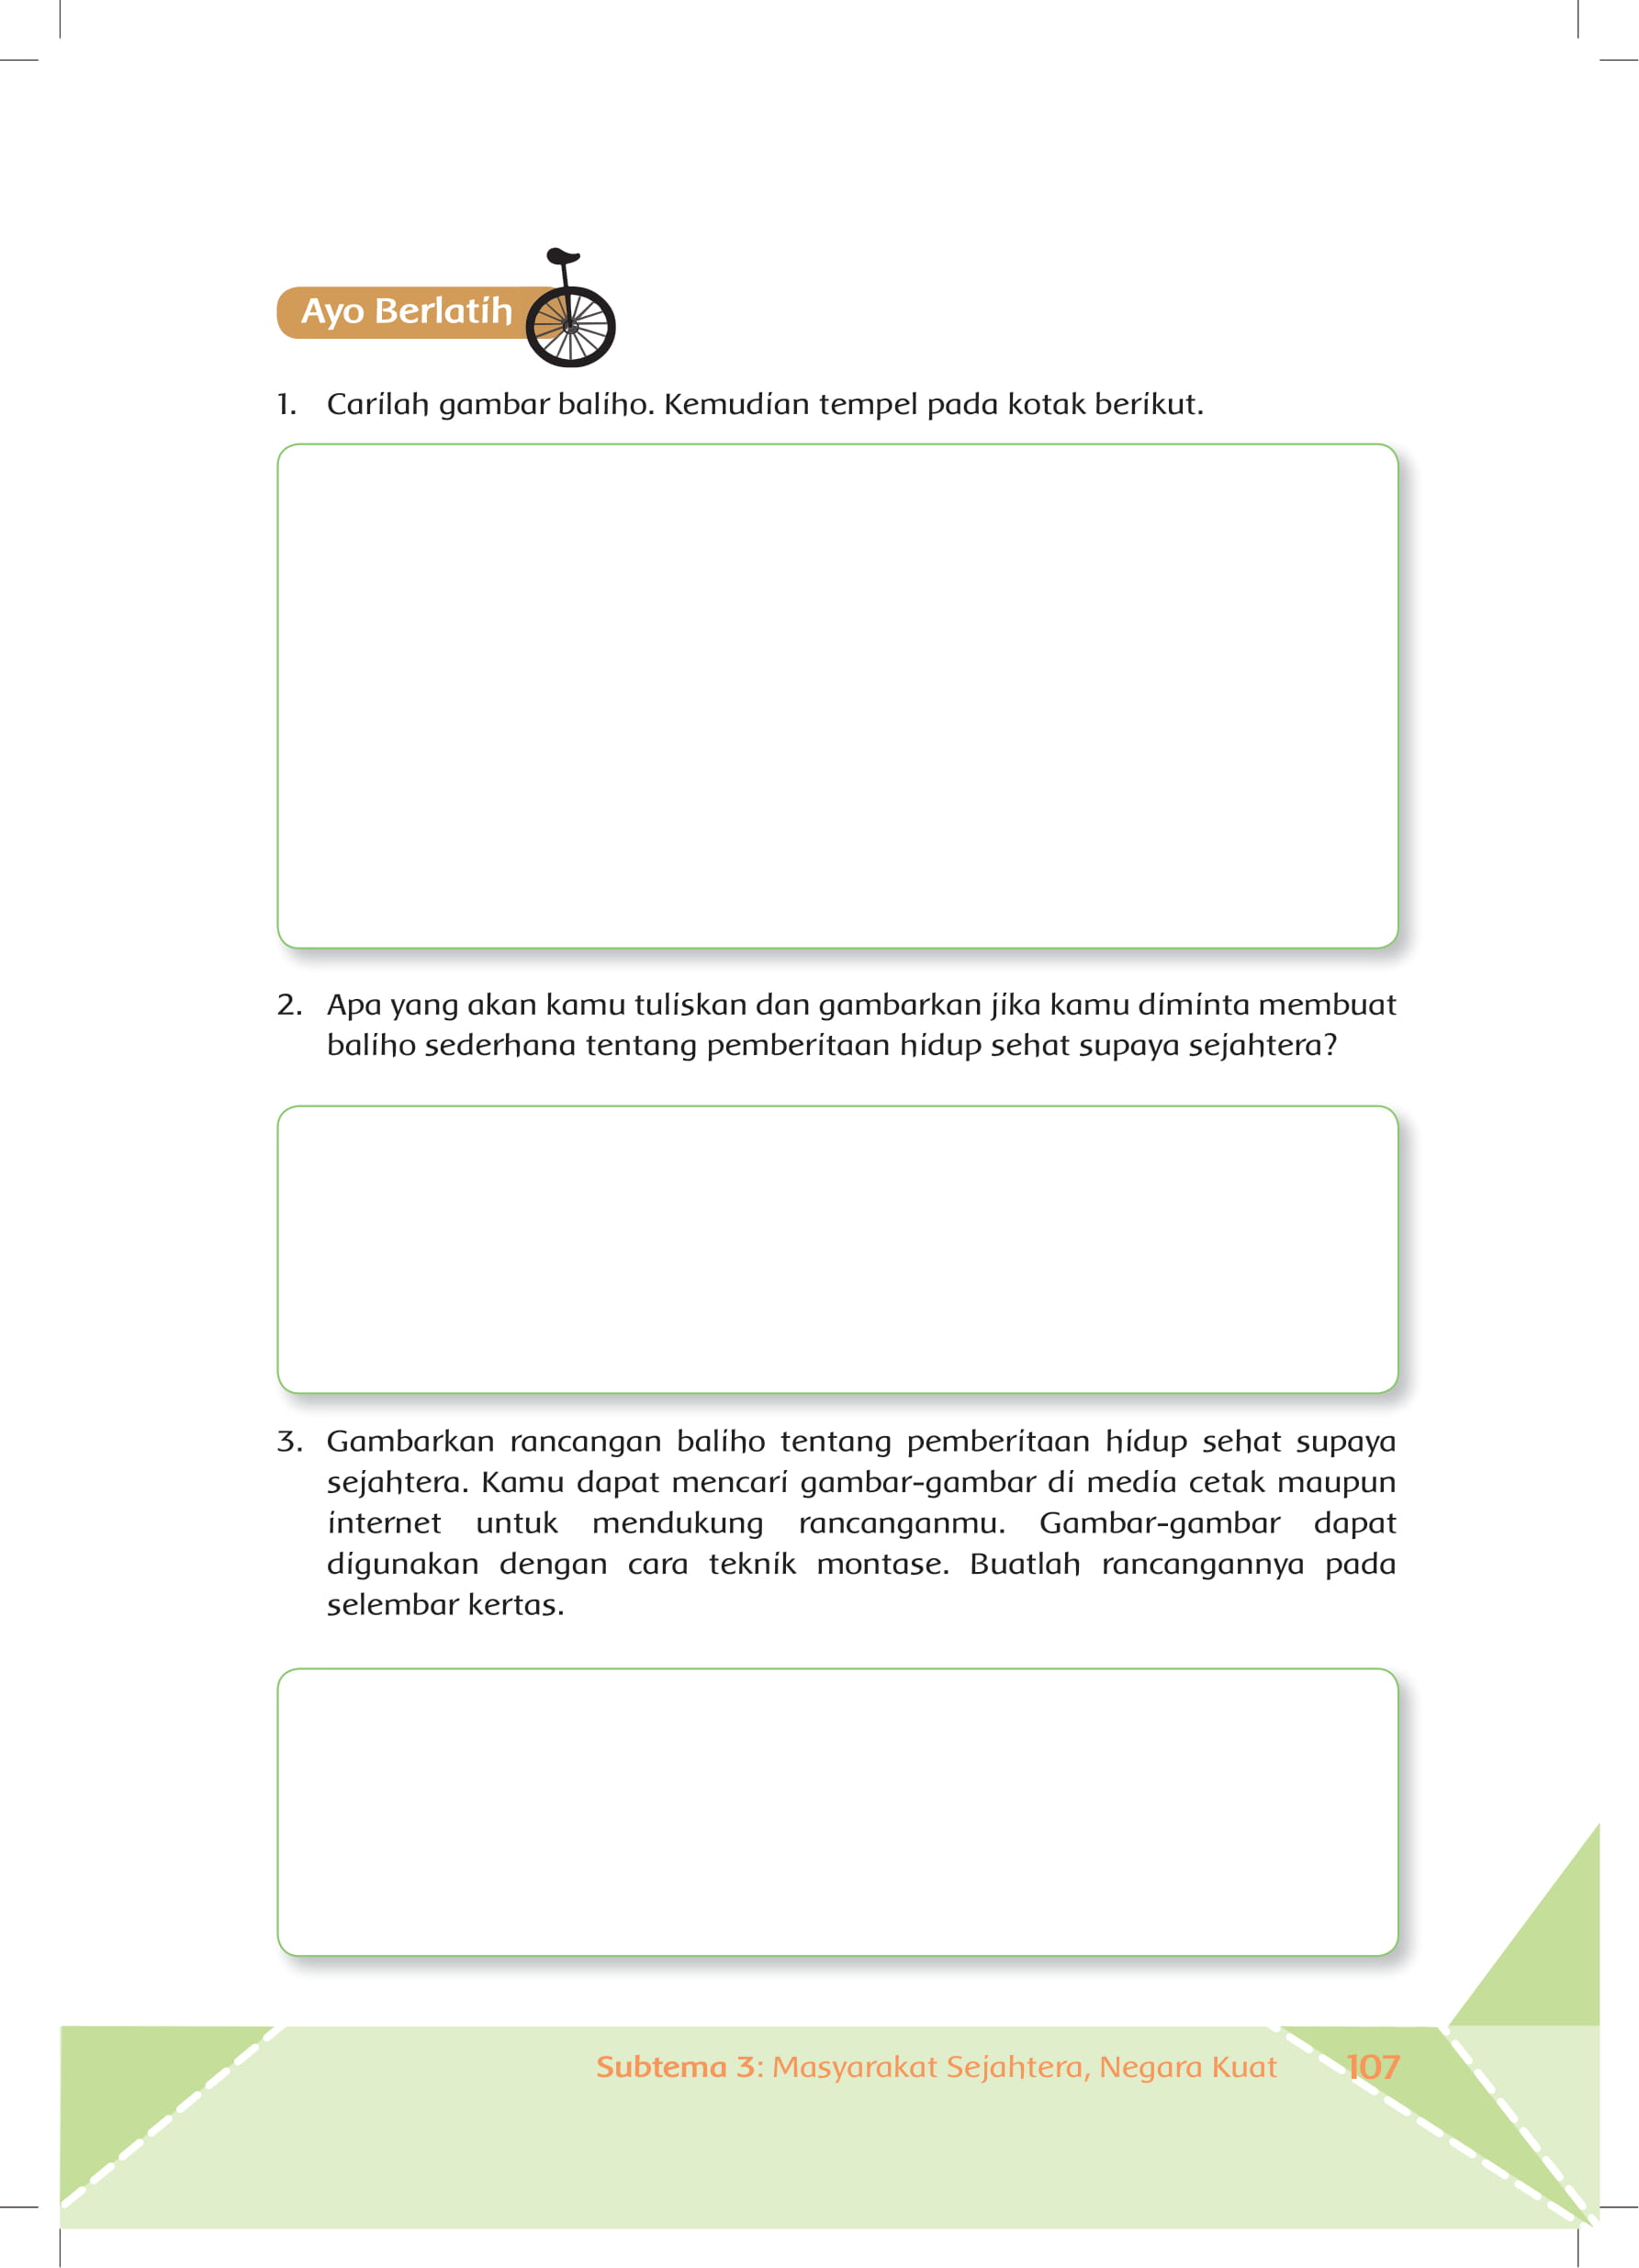 Ayo Berlatih
1. Carilah gambar baliho. Kemudian tempel pada kotak berikut.
2. Apa yang akan kamu tuliskan dan gambarkan jika kamu diminta membuat
baliho sederhana tentang pemberitaan hidup sehat supaya sejahtera?
3. Gambarkan rancangan baliho tentang pemberitaan hidup sehat supaya
sejahtera. Kamu dapat mencari gambar-gambar di media cetak maupun
internet untuk mendukung rancanganmu. Gambar-gambar dapat
digunakan dengan cara teknik montase. Buatlah rancangannya pada
selembar kertas.
Subtema 3: Masyarakat Sejahtera, Negara Kuat 107